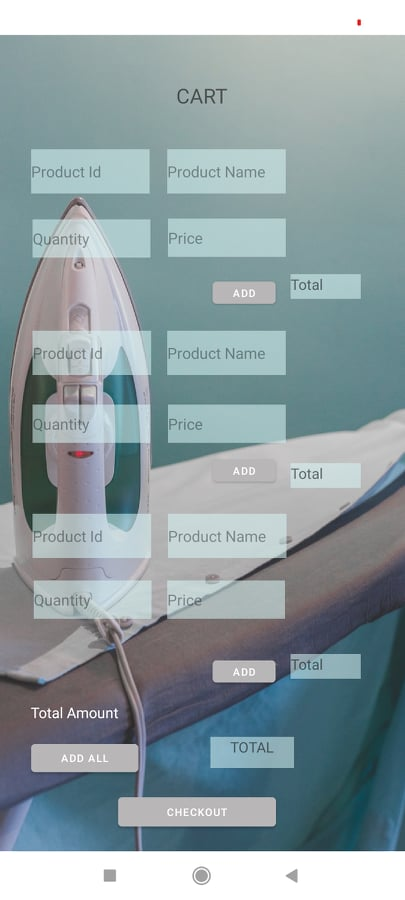 CART
Product Id Product Name
Quantity Price
ADD Total
Product Id Product Name
Quantity Price
ADD Total
Product Id Product Name
Quantity Price
ADD Total
Total Amount
ADD ALL TOTAL
CHECKOUT